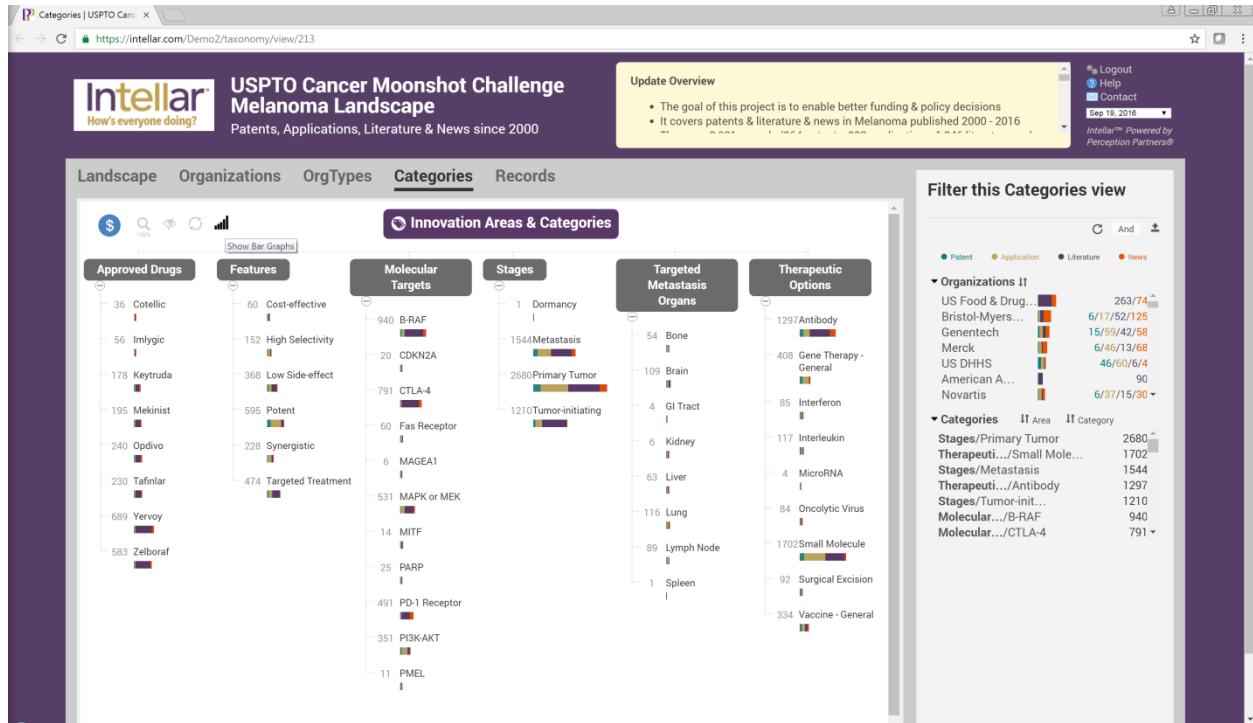 Categories | USPTO Canc
https://intellar.com/Demo2/taxonomy/view/213
Intellar™
How's everyone doing?
USPTO Cancer Moonshot Challenge
Melanoma Landscape
Patents, Applications, Literature & News since 2000
Update Overview
• The goal of this project is to enable better funding & policy decisions
• It covers patents & literature & news in Melanoma published 2000 - 2016
Logout
Help
Contact
Sep 19, 2016
Intellar™ Powered by
Perception Partners®
Landscape Organizations OrgTypes Categories Records
$
100%
Show Bar Graphs
Innovation Areas & Categories
Approved Drugs
36 Cotellic
56 Imlygic
178 Keytruda
195 Mekinist
240 Opdivo
230 Tafinlar
689 Yervoy
583 Zelboraf
Features
60 Cost-effective
152 High Selectivity
368 Low Side-effect
595 Potent
228 Synergistic
474 Targeted Treatment
Molecular
Targets
940 B-RAF
20 CDKN2A
791 CTLA-4
60 Fas Receptor
6 MAGEA1
531 MAPK or MEK
14 MITF
25 PARP
491 PD-1 Receptor
351 PI3K-AKT
11 PMEL
Stages
1 Dormancy
1544 Metastasis
2680 Primary Tumor
1210 Tumor-initiating
Targeted
Metastasis
Organs
54 Bone
109 Brain
4 GI Tract
6 Kidney
63 Liver
116 Lung
89 Lymph Node
1 Spleen
Therapeutic
Options
1297 Antibody
408 Gene Therapy -
General
85 Interferon
117 Interleukin
4 MicroRNA
84 Oncolytic Virus
1702 Small Molecule
92 Surgical Excision
334 Vaccine - General
Filter this Categories view
And
Patent Application Literature News
Organizations
US Food & Drug... 263/74
Bristol-Myers... 6/17/52/125
Genentech 15/59/42/58
Merck 6/46/13/68
US DHHS 46/60/6/4
American A... 90
Novartis 6/37/15/30
Categories Area Category
Stages/Primary Tumor 2680
Therapeuti.../Small Mole... 1702
Stages/Metastasis 1544
Therapeuti.../Antibody 1297
Stages/Tumor-init... 1210
Molecular.../B-RAF 940
Molecular.../CTLA-4 791